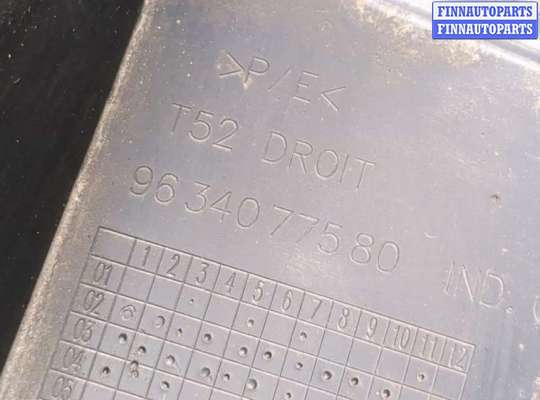 FINNAUTOPARTS
FINNAUTOPARTS
>P/E<
T52 DROIT
96 340 775 80 IND.
1 2 3 4 5 6 7 8 9 10 11 12
01
02
03
04
05